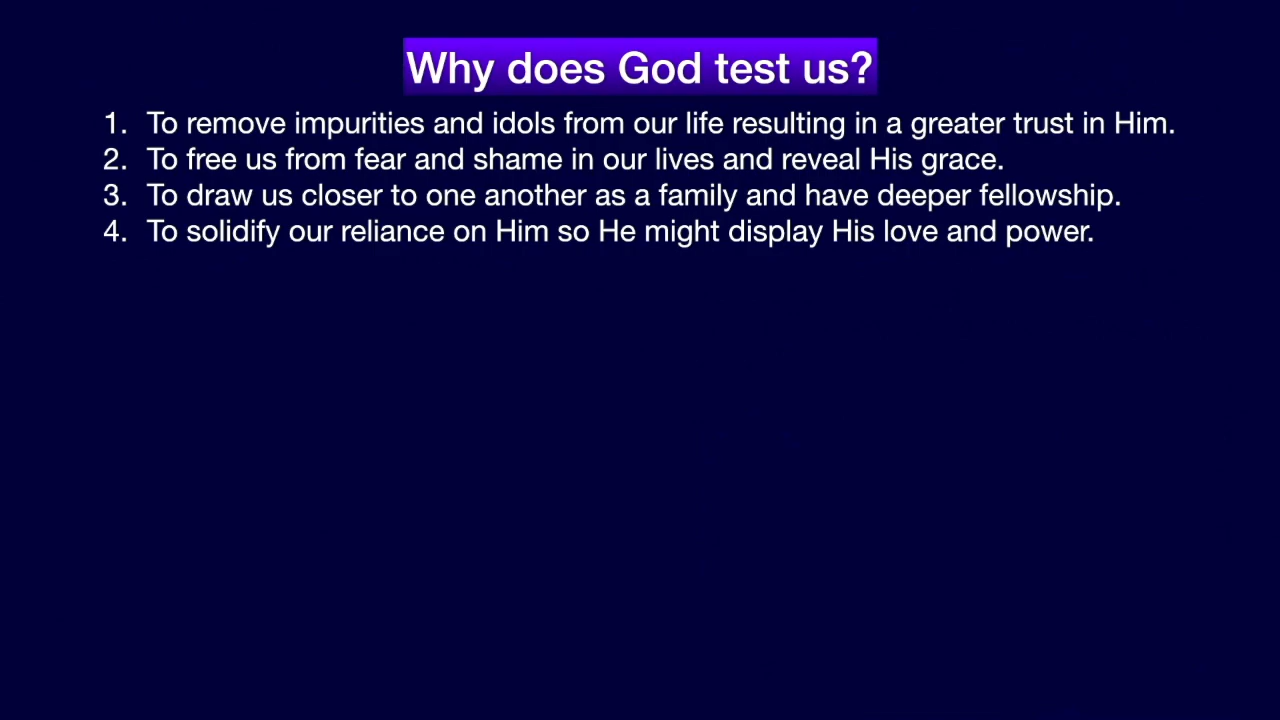 Why does God test us?
1. To remove impurities and idols from our life resulting in a greater trust in Him.
2. To free us from fear and shame in our lives and reveal His grace.
3. To draw us closer to one another as a family and have deeper fellowship.
4. To solidify our reliance on Him so He might display His love and power.